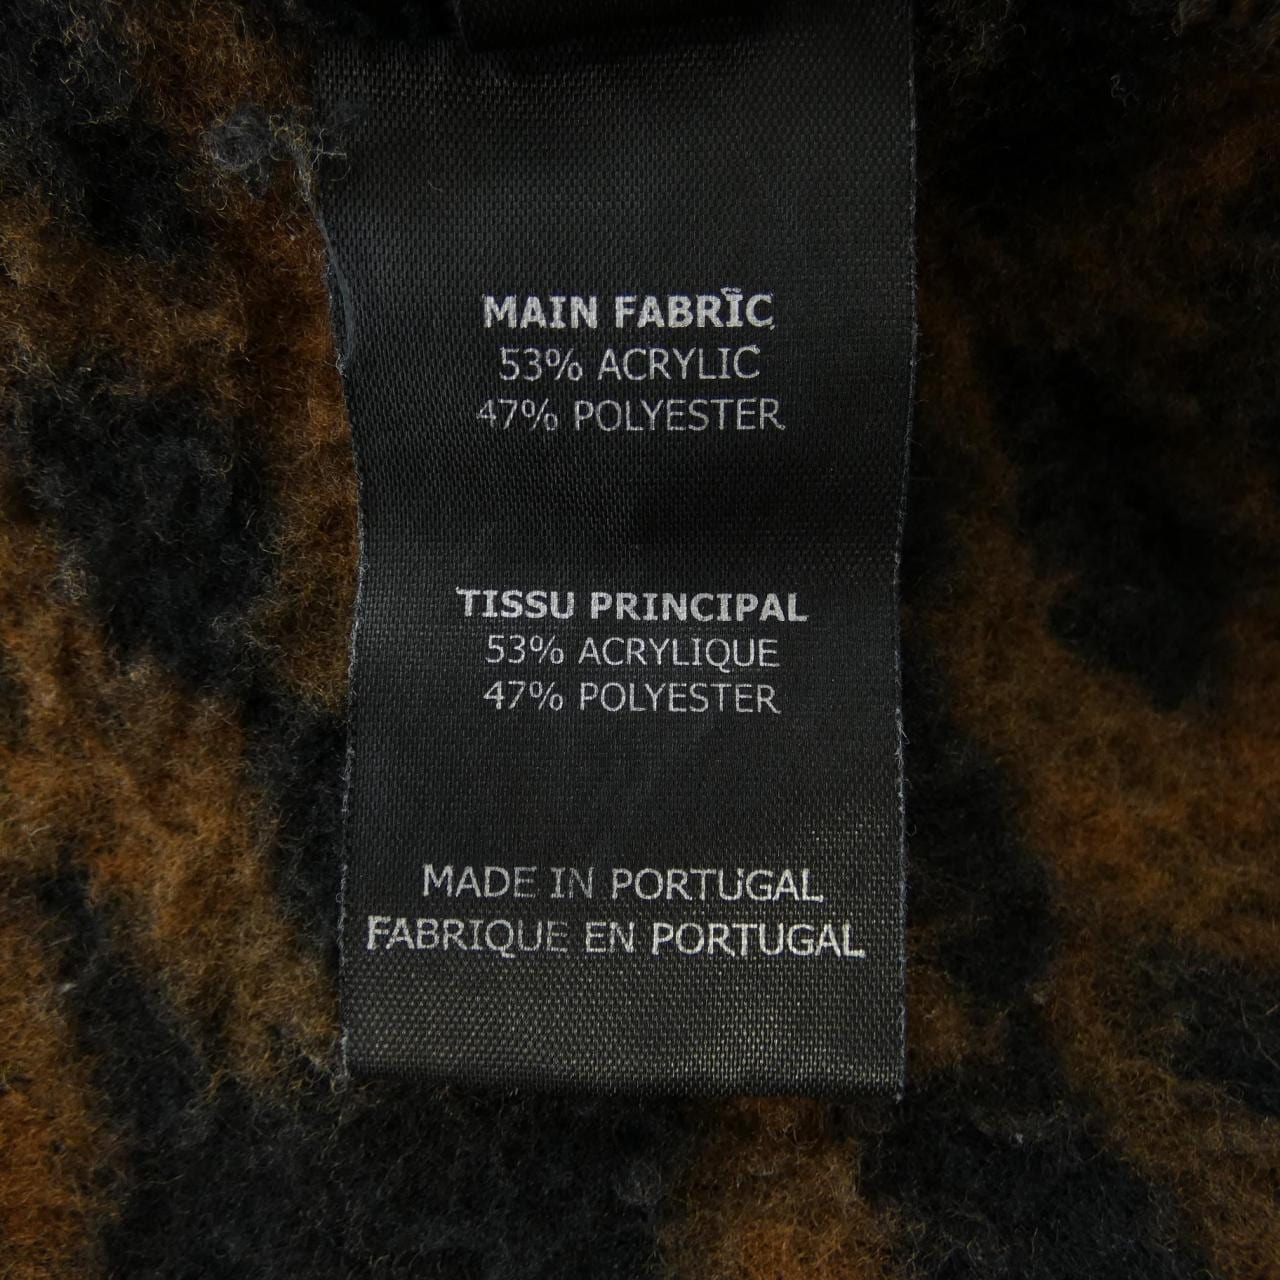 MAIN FABRIC
53% ACRYLIC
47% POLYESTER
TISSU PRINCIPAL
53% ACRYLIQUE
47% POLYESTER
MADE IN PORTUGAL
FABRIQUE EN PORTUGAL